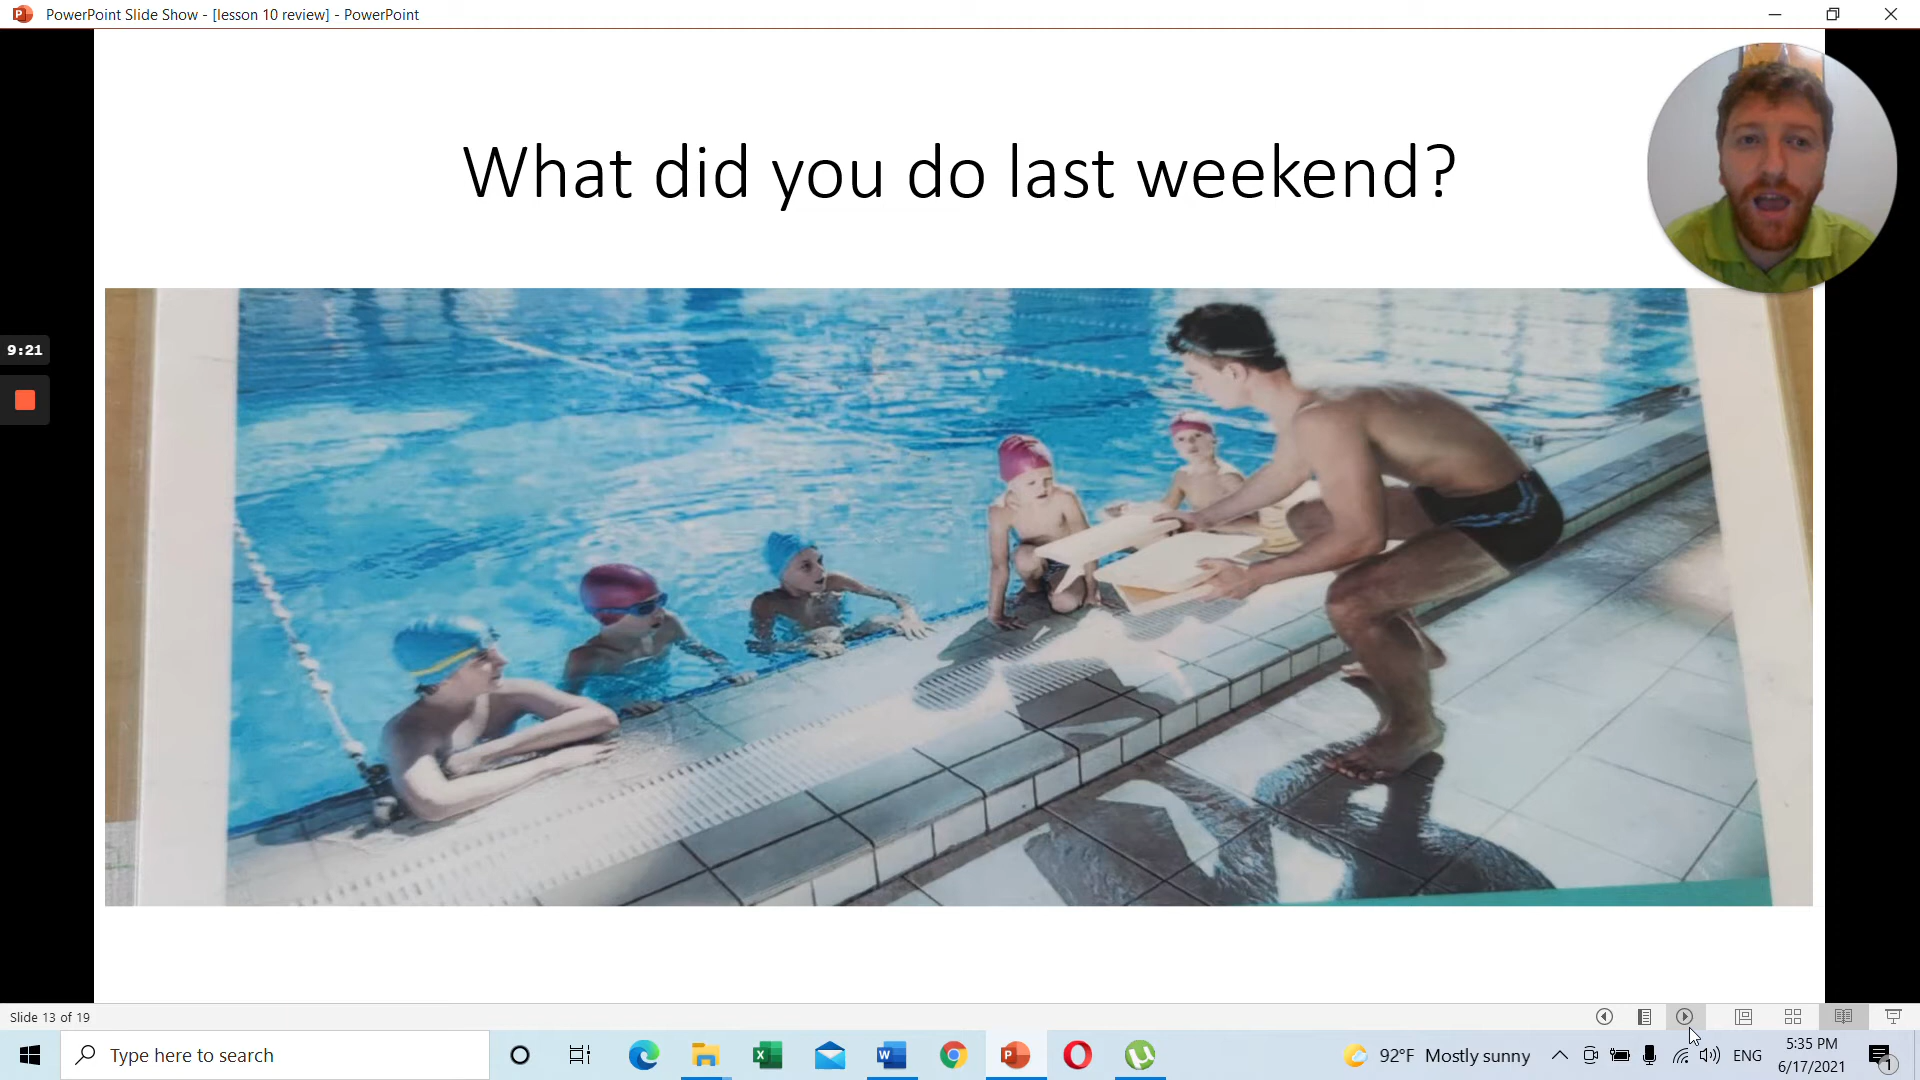 PowerPoint Slide Show - [lesson 10 review] - PowerPoint
What did you do last weekend?
9:21
Slide 13 of 19
Type here to search
92°F Mostly sunny
ENG
5:35 PM
6/17/2021
1